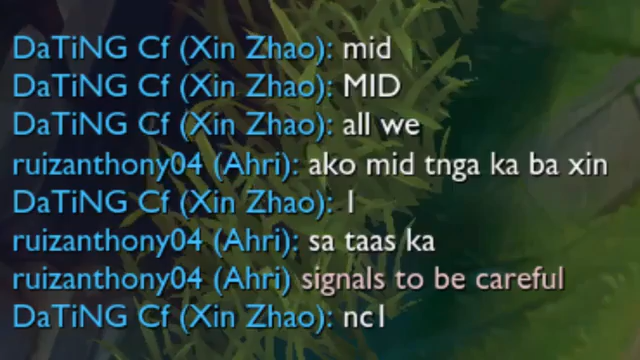 DaTiNG Cf (Xin Zhao): mid
DaTiNG Cf (Xin Zhao): MID
DaTiNG Cf (Xin Zhao): all we
ruizanthony04 (Ahri): ako mid tnga ka ba xin
DaTiNG Cf (Xin Zhao): l
ruizanthony04 (Ahri): sa taas ka
ruizanthony04 (Ahri) signals to be careful
DaTiNG Cf (Xin Zhao): nc1